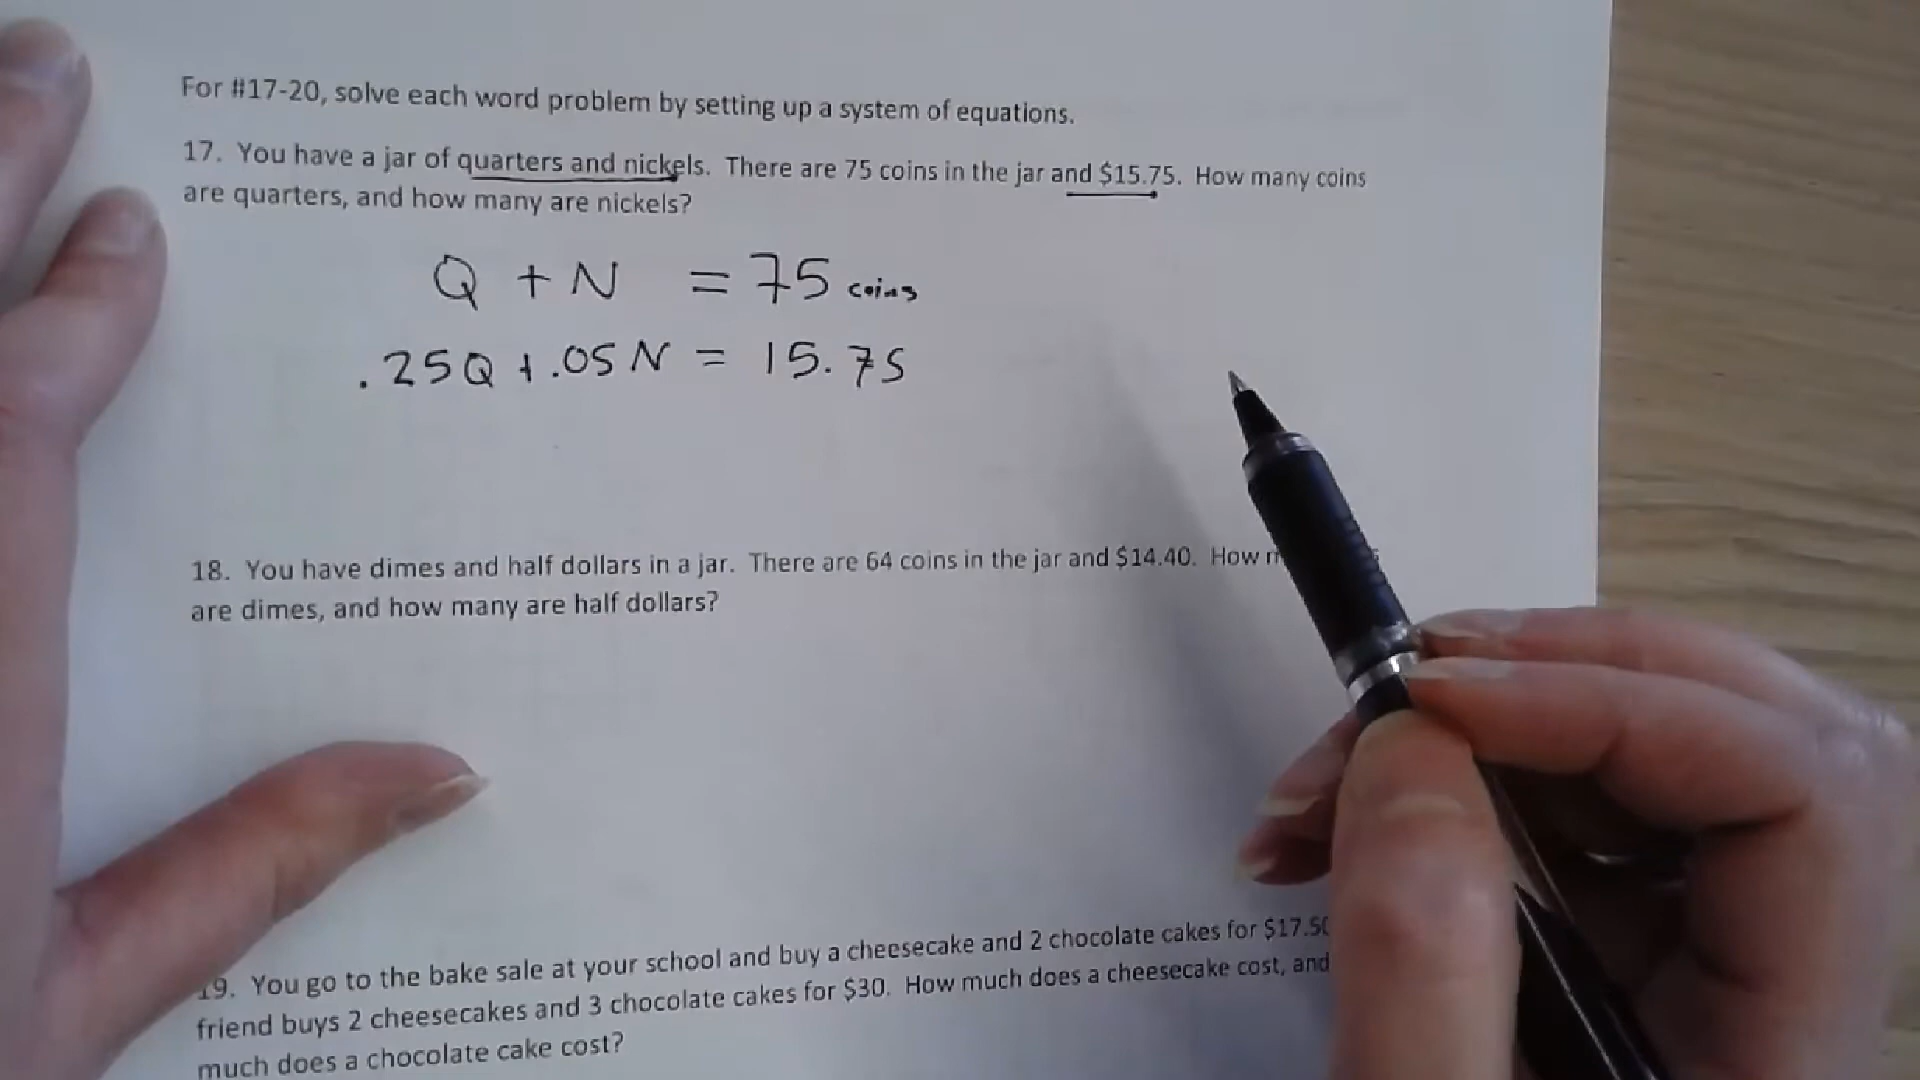 For #17-20, solve each word problem by setting up a system of equations.
17. You have a jar of quarters and nickels. There are 75 coins in the jar and $15.75. How many coins
are quarters, and how many are nickels?
Q + N = 75 coins
.25Q + .05N = 15.75
18. You have dimes and half dollars in a jar. There are 64 coins in the jar and $14.40. How
are dimes, and how many are half dollars?
19. You go to the bake sale at your school and buy a cheesecake and 2 chocolate cakes for $17.50
friend buys 2 cheesecakes and 3 chocolate cakes for $30. How much does a cheesecake cost, and
much does a chocolate cake cost?